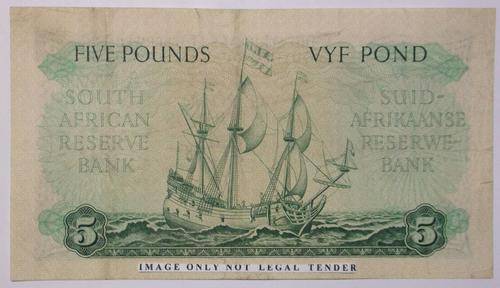 FIVE POUNDS
VYF POND
SOUTH
AFRICAN
RESERVE
BANK
SUID-
AFRIKAANSE
RESERWE-
BANK
5
5
IMAGE ONLY NOT LEGAL TENDER